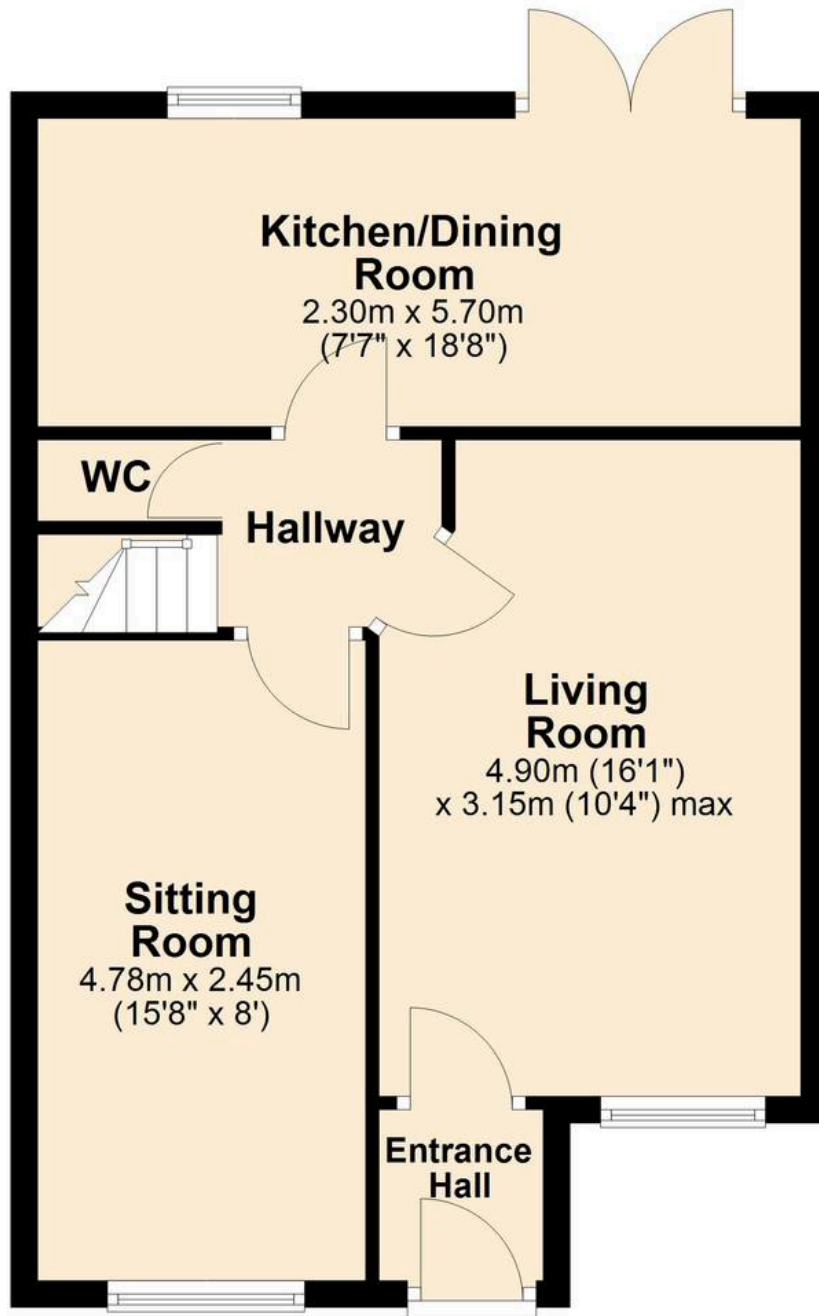 Kitchen/Dining
Room
2.30m x 5.70m
(7'7" x 18'8")
WC
Hallway
Living
Room
4.90m (16'1")
x 3.15m (10'4") max
Sitting
Room
4.78m x 2.45m
(15'8" x 8')
Entrance
Hall